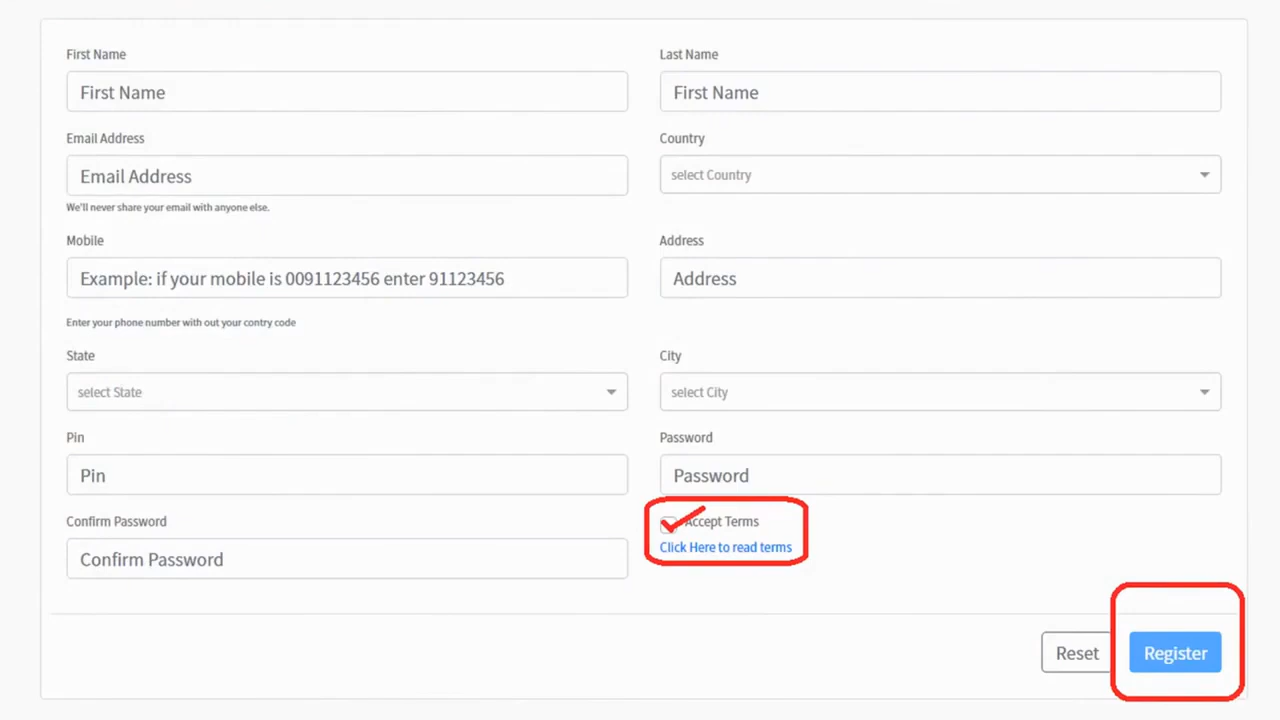 First Name
Last Name
First Name
First Name
Email Address
Country
Email Address
select Country
We'll never share your email with anyone else.
Mobile
Address
Example: if your mobile is 0091123456 enter 91123456
Address
Enter your phone number with out your contry code
State
City
select State
select City
Pin
Password
Pin
Password
Confirm Password
Accept Terms
Click Here to read terms
Confirm Password
Reset
Register